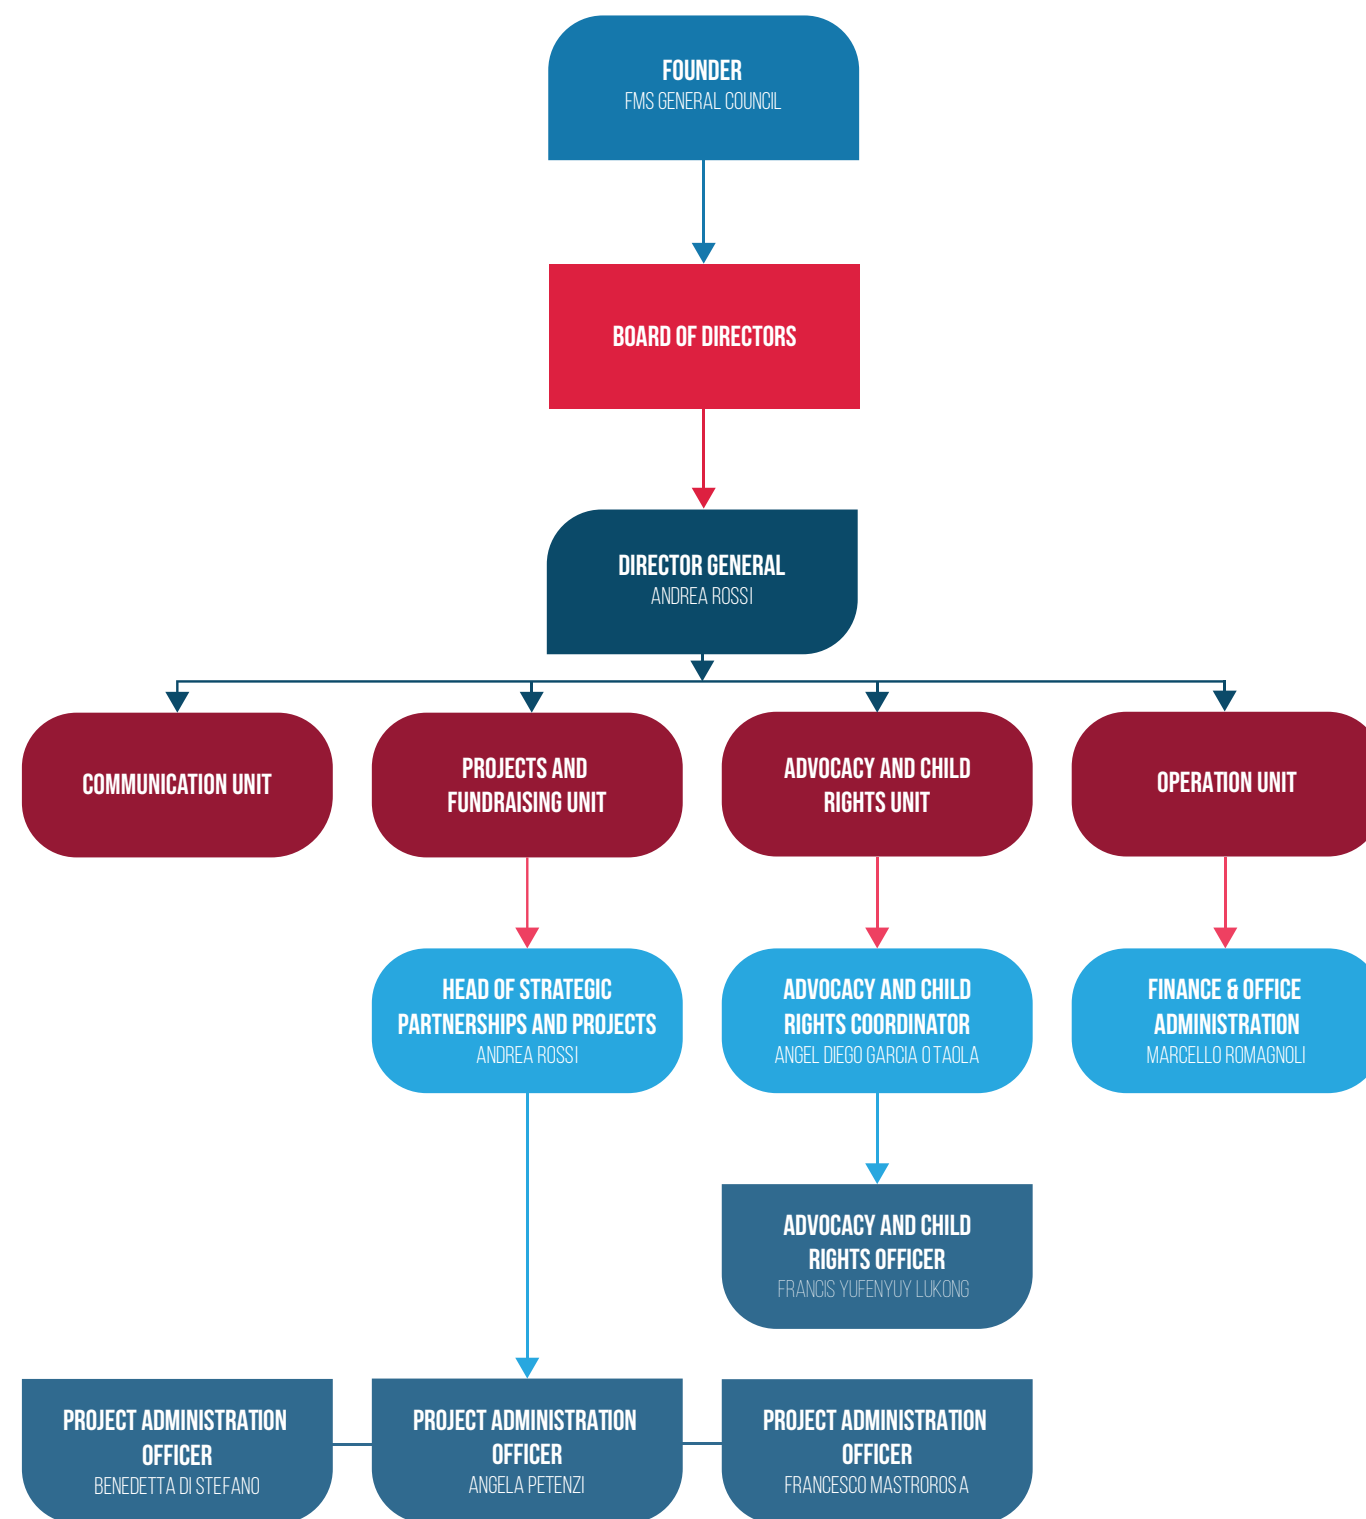 FOUNDER
FMS GENERAL COUNCIL
BOARD OF DIRECTORS
DIRECTOR GENERAL
ANDREA ROSSI
COMMUNICATION UNIT
PROJECTS AND
FUNDRAISING UNIT
ADVOCACY AND CHILD
RIGHTS UNIT
OPERATION UNIT
HEAD OF STRATEGIC
PARTNERSHIPS AND PROJECTS
ANDREA ROSSI
ADVOCACY AND CHILD
RIGHTS COORDINATOR
ANGEL DIEGO GARCIA OTAOLA
FINANCE & OFFICE
ADMINISTRATION
MARCELLO ROMAGNOLI
ADVOCACY AND CHILD
RIGHTS OFFICER
FRANCIS YUFENYUY LUKONG
PROJECT ADMINISTRATION
OFFICER
BENEDETTA DI STEFANO
PROJECT ADMINISTRATION
OFFICER
ANGELA PETENZI
PROJECT ADMINISTRATION
OFFICER
FRANCESCO MASTROROSA